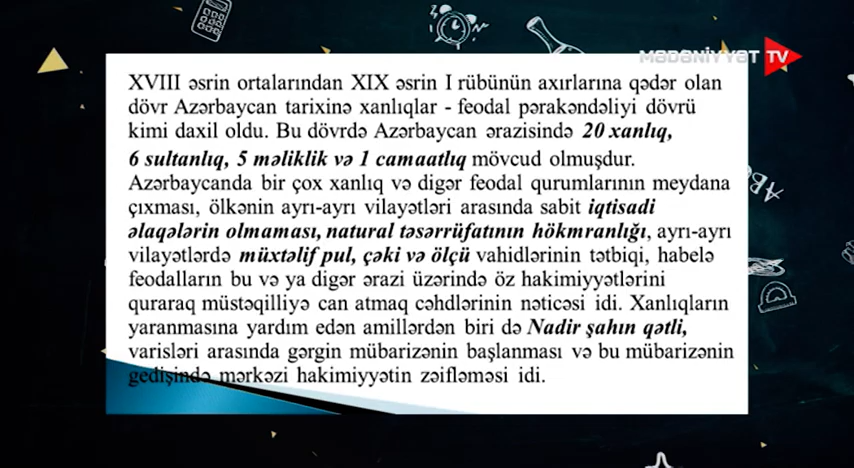 MƏDƏNİYYƏT TV
XVIII əsrin ortalarından XIX əsrin I rübünün axırlarına qədər olan
dövr Azərbaycan tarixinə xanlıqlar - feodal pərakəndəliyi dövrü
kimi daxil oldu. Bu dövrdə Azərbaycan ərazisində 20 xanlıq,
6 sultanlıq, 5 məliklik və 1 camaatlıq mövcud olmuşdur.
Azərbaycanda bir çox xanlıq və digər feodal qurumlarının meydana
çıxması, ölkənin ayrı-ayrı vilayətləri arasında sabit iqtisadi
əlaqələrin olmaması, natural təsərrüfatının hökmranlığı, ayrı-ayrı
vilayətlərdə müxtəlif pul, çəki və ölçü vahidlərinin tətbiqi, habelə
feodalların bu və ya digər ərazi üzərində öz hakimiyyətlərini
quraraq müstəqilliyə can atmaq cəhdlərinin nəticəsi idi. Xanlıqların
yaranmasına yardım edən amillərdən biri də Nadir şahın qətli,
varisləri arasında gərgin mübarizənin başlanması və bu mübarizənin
gedişində mərkəzi hakimiyyətin zəifləməsi idi.